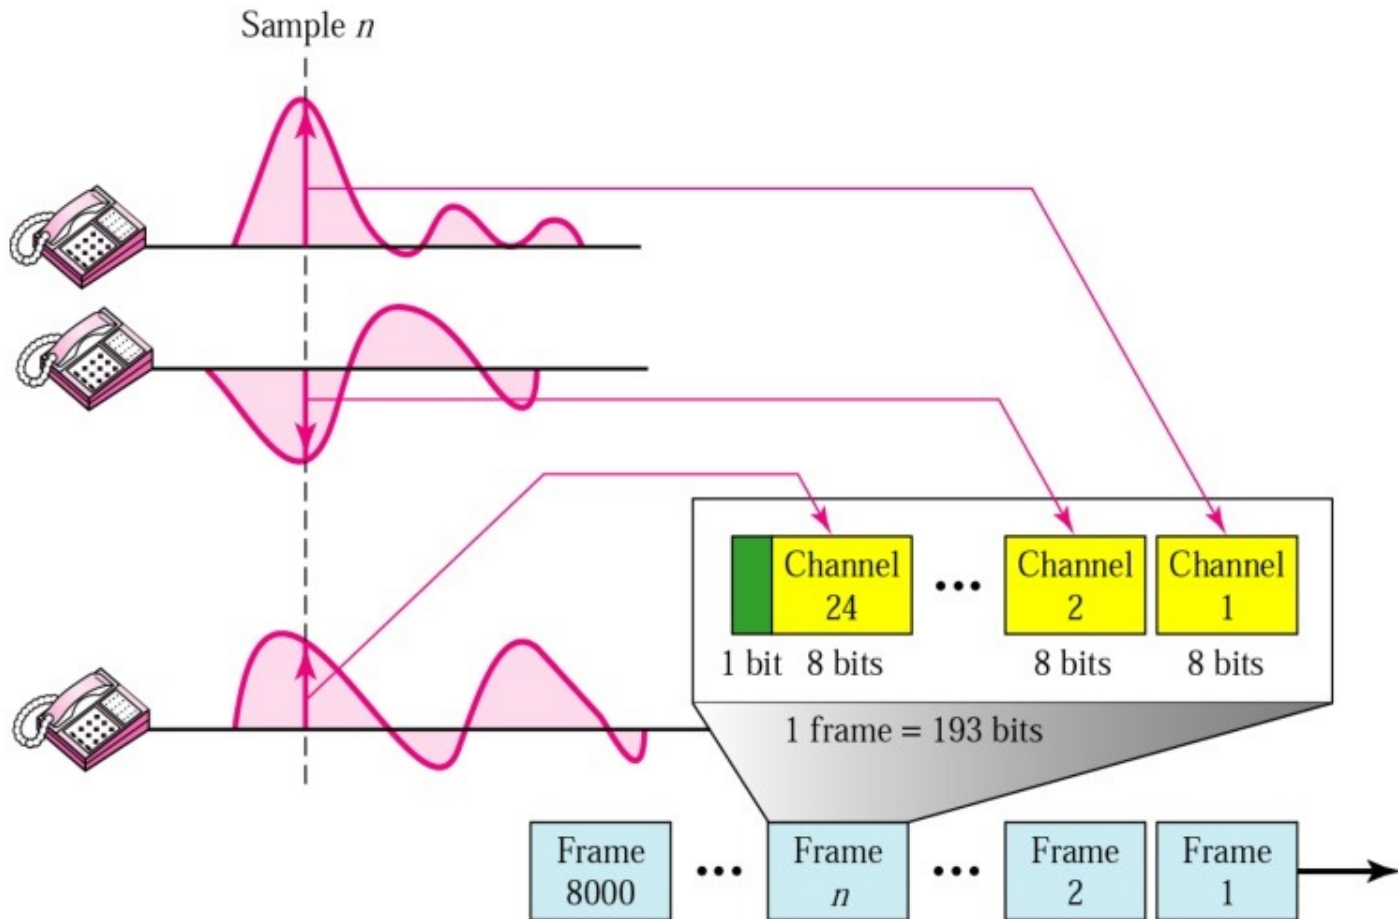 Sample n
Channel
24
•••
Channel
2
Channel
1
1 bit
8 bits
8 bits
8 bits
1 frame = 193 bits
Frame
8000
•••
Frame
n
•••
Frame
2
Frame
1